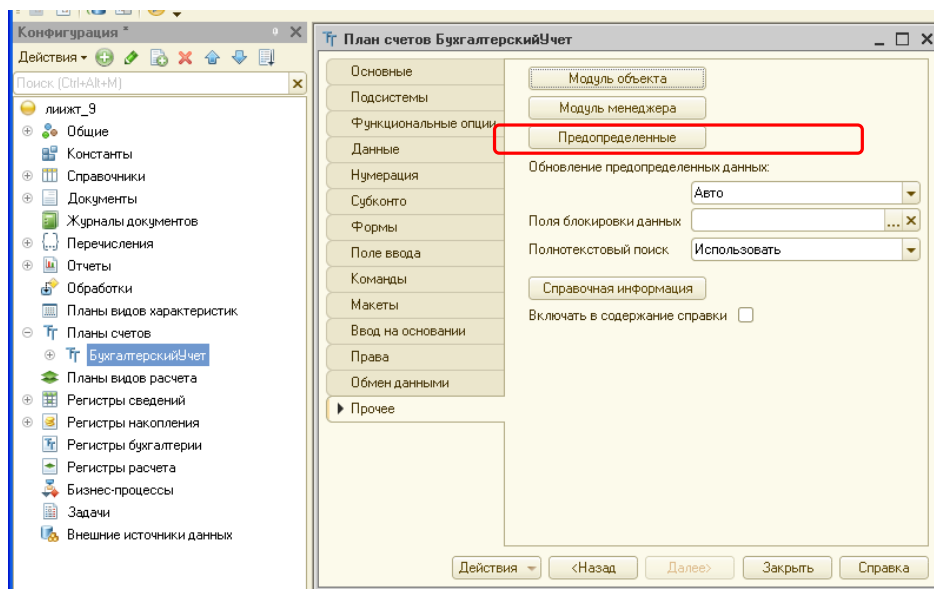 Конфигурация *
Действия
Поиск (Ctrl+Alt+M)
лиижт_9
Общие
Константы
Справочники
Документы
Журналы документов
Перечисления
Отчеты
Обработки
Планы видов характеристик
Планы счетов
БухгалтерскийУчет
Планы видов расчета
Регистры сведений
Регистры накопления
Регистры бухгалтерии
Регистры расчета
Бизнес-процессы
Задачи
Внешние источники данных
План счетов БухгалтерскийУчет
Основные
Подсистемы
Функциональные опции
Данные
Нумерация
Субконто
Формы
Поле ввода
Команды
Макеты
Ввод на основании
Права
Обмен данными
Прочее
Модуль объекта
Модуль менеджера
Предопределенные
Обновление предопределенных данных:
Авто
Поля блокировки данных ...
Полнотекстовый поиск Использовать
Справочная информация
Включать в содержание справки
Действия <Назад Далее> Закрыть Справка